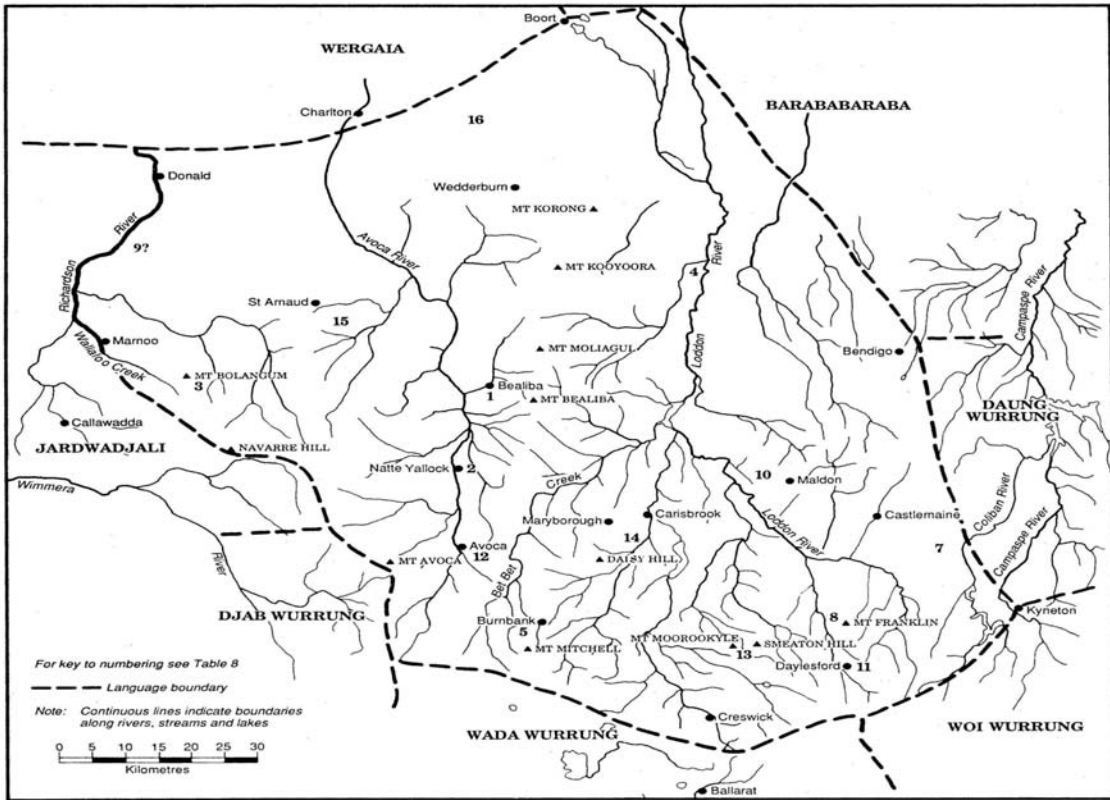 Boort
WERGAIA
BARABABARABA
Charlton
16
Donald
Wedderburn
MT KORONG
River
9?
Avoca River
MT KOOYOORA
4
River
Richardson
St Arnaud
15
Campaspe River
Marnoo
Wallaloo Creek
MT MOLIAGUL
Loddon
Bendigo
MT BOLANGUM
3
Bealiba
1
MT BEALIBA
DAUNG
WURRUNG
Callawadda
JARDWADJALI
NAVARRE HILL
Natte Yallock
2
10
Maldon
Wimmera
Creek
Coliban River
Maryborough
Carisbrook
Loddon River
Castlemaine
14
Campaspe River
Avoca
12
7
MT AVOCA
DAISY HILL
River
Bet Bet
DJAB WURRUNG
Burnbank
5
8
MT FRANKLIN
Kyneton
MT MOOROOKYLE
SMEATON HILL
13
MT MITCHELL
Daylesford
11
For key to numbering see Table 8
Language boundary
Note: Continuous lines indicate boundaries
along rivers, streams and lakes
Creswick
WADA WURRUNG
WOI WURRUNG
0 5 10 15 20 25 30
Kilometres
Ballarat